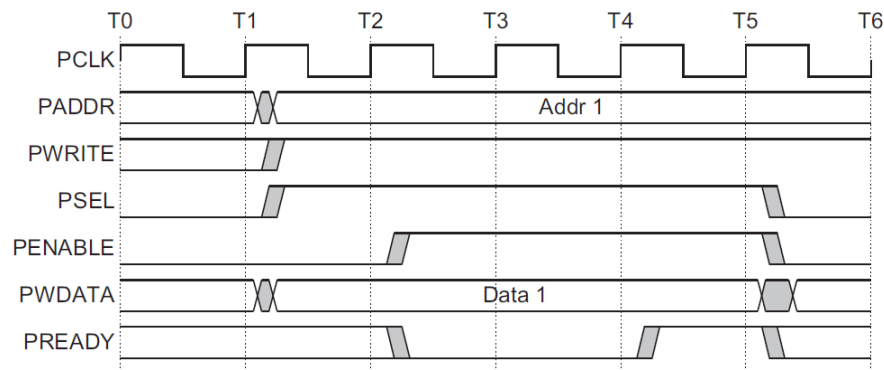 T0 T1 T2 T3 T4 T5 T6
PCLK
PADDR Addr 1
PWRITE
PSEL
PENABLE
PWDATA Data 1
PREADY